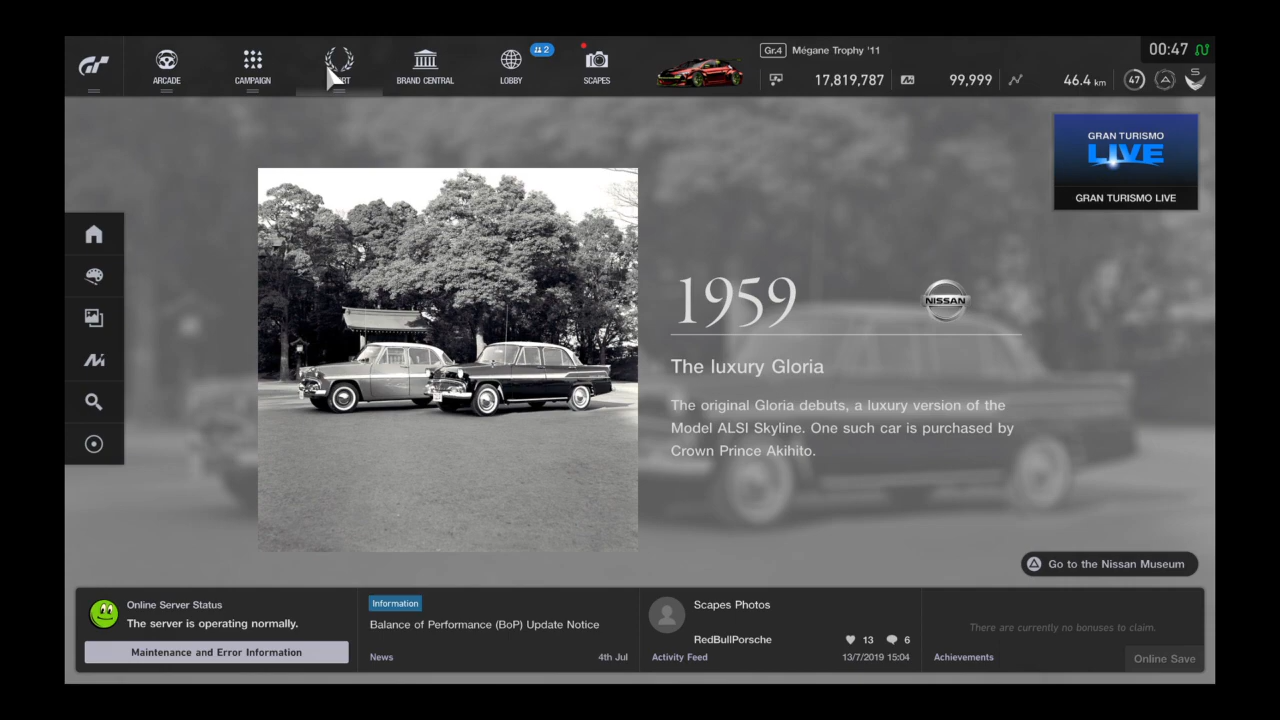 GT
Gr.4 Mégane Trophy '11
00:47
ARCADE
CAMPAIGN
BRAND CENTRAL
2
LOBBY
SCAPES
17,819,787
99,999
46.4 km
47
A
S
GRAN TURISMO
LIVE
GRAN TURISMO LIVE
1959
NISSAN
The luxury Gloria
The original Gloria debuts, a luxury version of the
Model ALSI Skyline. One such car is purchased by
Crown Prince Akihito.
Go to the Nissan Museum
Online Server Status
The server is operating normally.
Maintenance and Error Information
Information
Balance of Performance (BoP) Update Notice
News
4th Jul
Scapes Photos
RedBullPorsche
13
6
Activity Feed
13/7/2019 15:04
There are currently no bonuses to claim.
Achievements
Online Save